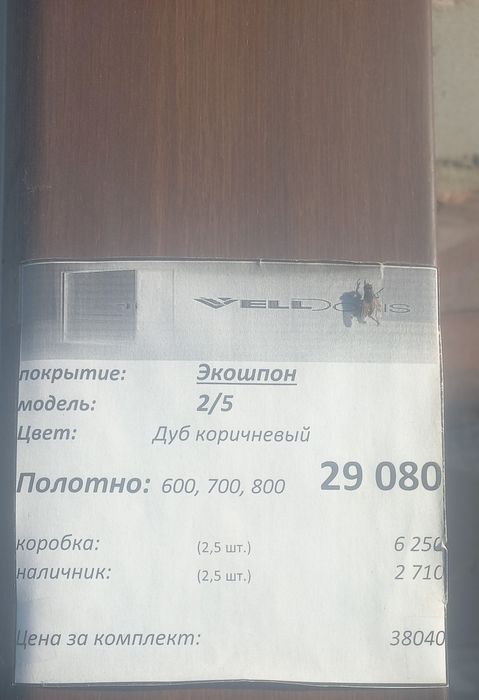 VELLDOORIS
покрытие: Экошпон
модель: 2/5
Цвет: Дуб коричневый
Полотно: 600, 700, 800 29 080
коробка: (2,5 шт.) 6 250
наличник: (2,5 шт.) 2 710
Цена за комплект: 38040